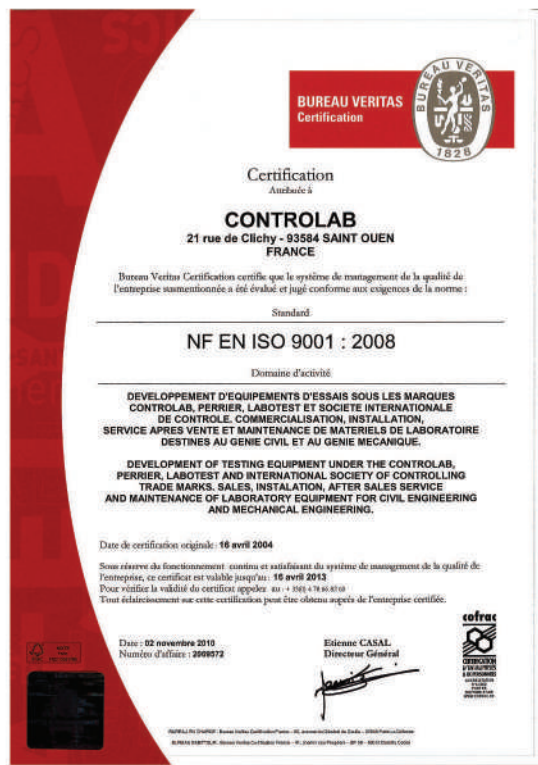 BUREAU VERITAS
Certification
BUREAU VERITAS
1828
Certification
Attribuée à
CONTROLAB
21 rue de Clichy - 93584 SAINT OUEN
FRANCE
Bureau Veritas Certification certifie que le système de management de la qualité de
l'entreprise susmentionnée a été évalué et jugé conforme aux exigences de la norme :
Standard
NF EN ISO 9001 : 2008
Domaine d'activité
DEVELOPPEMENT D'EQUIPEMENTS D'ESSAIS SOUS LES MARQUES
CONTROLAB, PERRIER, LABOTEST ET SOCIETE INTERNATIONALE
DE CONTROLE. COMMERCIALISATION, INSTALLATION,
SERVICE APRES VENTE ET MAINTENANCE DE MATERIELS DE LABORATOIRE
DESTINES AU GENIE CIVIL ET AU GENIE MECANIQUE.
DEVELOPMENT OF TESTING EQUIPMENT UNDER THE CONTROLAB,
PERRIER, LABOTEST AND INTERNATIONAL SOCIETY OF CONTROLLING
TRADE MARKS. SALES, INSTALATION, AFTER SALES SERVICE
AND MAINTENANCE OF LABORATORY EQUIPMENT FOR CIVIL ENGINEERING
AND MECHANICAL ENGINEERING.
Date de certification originale : 16 avril 2004
Sous réserve du fonctionnement continu et satisfaisant du système de management de la qualité de
l'entreprise, ce certificat est valable jusqu'au : 16 avril 2013
Pour vérifier la validité du certificat appeler au : +
Tout éclaircissement sur cette certification peut être obtenu auprès de l'entreprise certifiée.
Date : 02 novembre 2010
Numéro d'affaire : 2008572
Etienne CASAL
Directeur Général
cofrac
CERTIFICATION
FSC